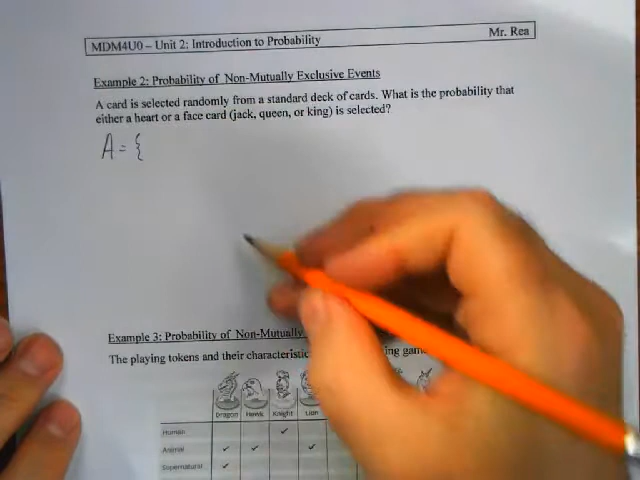 MDM4U0 – Unit 2: Introduction to Probability Mr. Rea
Example 2: Probability of Non-Mutually Exclusive Events
A card is selected randomly from a standard deck of cards. What is the probability that
either a heart or a face card (jack, queen, or king) is selected?
A = {
Example 3: Probability of Non-Mutually
The playing tokens and their
Dragon Hawk Knight Lion
Human ✓
Animal ✓ ✓ ✓
Supernatural ✓